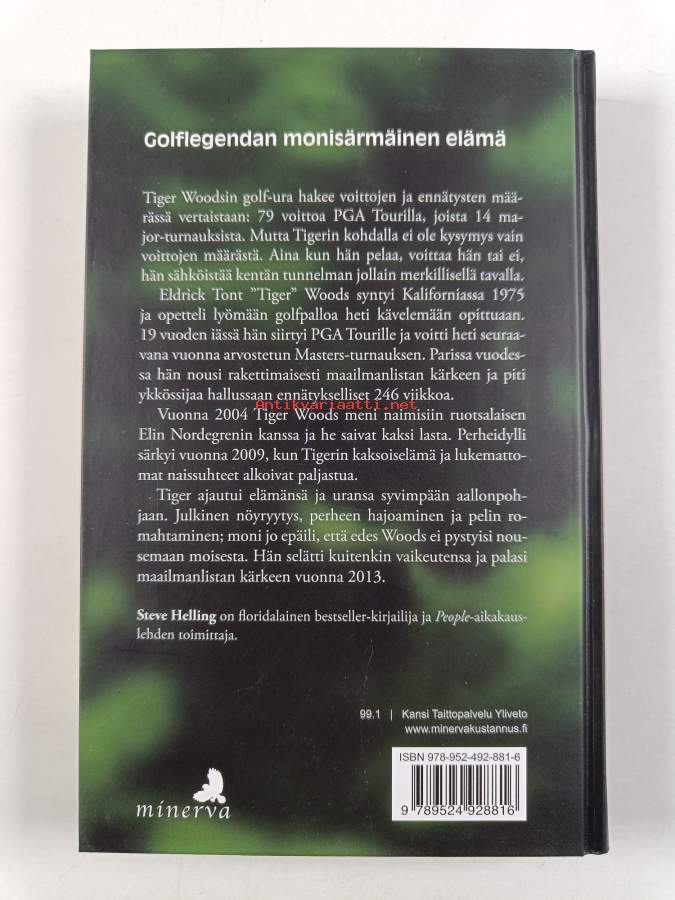 Golflegendan monisärmäinen elämä
Tiger Woodsin golf-ura hakee voittojen ja ennätysten mää-
rässä vertaistaan: 79 voittoa PGA Tourilla, joista 14 ma-
jor-turnauksista. Mutta Tigerin kohdalla ei ole kysymys vain
voittojen määrästä. Aina kun hän pelaa, voittaa hän tai ei,
hän sähköistää kentän tunnelman jollain merkillisellä tavalla.
Eldrick Tont ”Tiger” Woods syntyi Kaliforniassa 1975
ja opetteli lyömään golfpalloa heti kävelemään opittuaan.
19 vuoden iässä hän siirtyi PGA Tourille ja voitti heti seuraa-
vana vuonna arvostetun Masters-turnauksen. Parissa vuodes-
sa hän nousi rakettimaisesti maailmanlistan kärkeen ja piti
ykkössijaa hallussaan ennätykselliset 246 viikkoa.
Antikvariaatti.net
Vuonna 2004 Tiger Woods meni naimisiin ruotsalaisen
Elin Nordegrenin kanssa ja he saivat kaksi lasta. Perheidylli
särkyi vuonna 2009, kun Tigerin kaksoiselämä ja lukematto-
mat naissuhteet alkoivat paljastua.
Tiger ajautui elämänsä ja uransa syvimpään aallonpoh-
jaan. Julkinen nöyryytys, perheen hajoaminen ja pelin ro-
mahtaminen; moni jo epäili, että edes Woods ei pystyisi nou-
semaan moisesta. Hän selätti kuitenkin vaikeutensa ja palasi
maailmanlistan kärkeen vuonna 2013.
Steve Helling on floridalainen bestseller-kirjailija ja People-aikakaus-
lehden toimittaja.
99.1 | Kansi Taittopalvelu Yliveto
www.minervakustannus.fi
ISBN 978-952-492-881-6
9 789524 928816
minerva